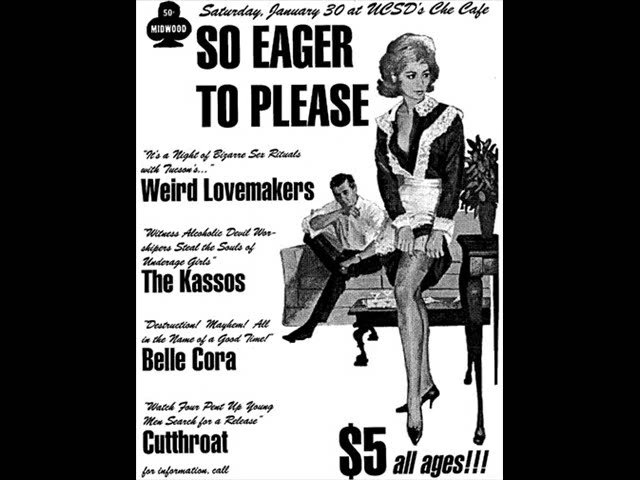 50¢
MIDWOOD
Saturday, January 30 at UCSD's Che Cafe
SO EAGER
TO PLEASE
"It's a Night of Bizarre Sex Rituals
with Tucson's..."
Weird Lovemakers
"Witness Alcoholic Devil Wor-
shipers Steal the Souls of
Underage Girls"
The Kassos
"Destruction! Mayhem! All
in the Name of a Good Time!"
Belle Cora
"Watch Four Pent Up Young
Men Search for a Release"
Cutthroat
for information, call
$5 all ages!!!